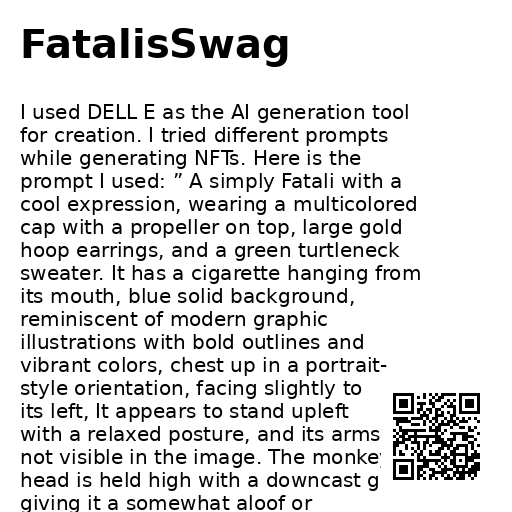 FatalisSwag
I used DELL E as the AI generation tool
for creation. I tried different prompts
while generating NFTs. Here is the
prompt I used: ” A simply Fatali with a
cool expression, wearing a multicolored
cap with a propeller on top, large gold
hoop earrings, and a green turtleneck
sweater. It has a cigarette hanging from
its mouth, blue solid background,
reminiscent of modern graphic
illustrations with bold outlines and
vibrant colors, chest up in a portrait-
style orientation, facing slightly to
its left, It appears to stand upleft
with a relaxed posture, and its arms
not visible in the image. The monkey
head is held high with a downcast g
giving it a somewhat aloof or